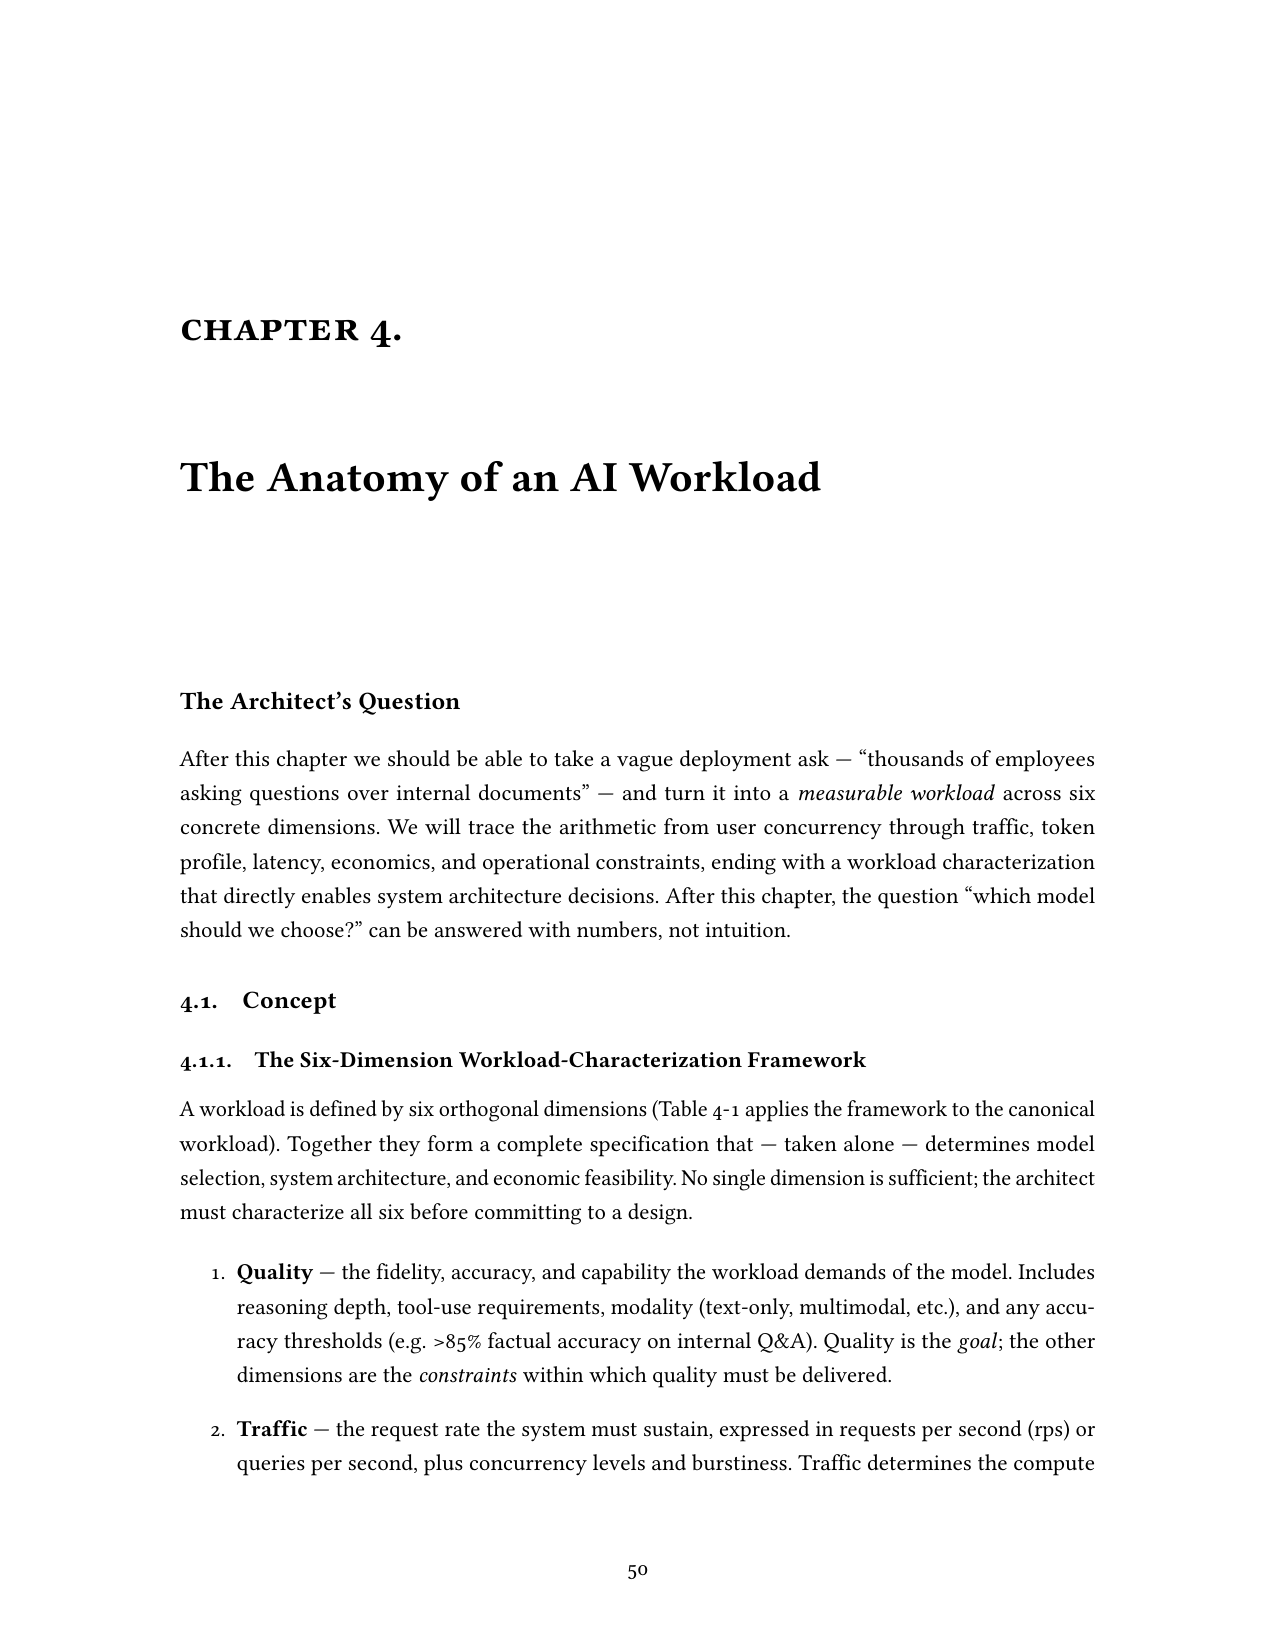 CHAPTER 4.
The Anatomy of an AI Workload
The Architect’s Question
After this chapter we should be able to take a vague deployment ask — “thousands of employees
asking questions over internal documents” — and turn it into a measurable workload across six
concrete dimensions. We will trace the arithmetic from user concurrency through traffic, token
profile, latency, economics, and operational constraints, ending with a workload characterization
that directly enables system architecture decisions. After this chapter, the question “which model
should we choose?” can be answered with numbers, not intuition.
4.1. Concept
4.1.1. The Six-Dimension Workload-Characterization Framework
A workload is defined by six orthogonal dimensions (Table 4-1 applies the framework to the canonical
workload). Together they form a complete specification that — taken alone — determines model
selection, system architecture, and economic feasibility. No single dimension is sufficient; the architect
must characterize all six before committing to a design.
1. Quality — the fidelity, accuracy, and capability the workload demands of the model. Includes
reasoning depth, tool-use requirements, modality (text-only, multimodal, etc.), and any accu-
racy thresholds (e.g. >85% factual accuracy on internal Q&A). Quality is the goal; the other
dimensions are the constraints within which quality must be delivered.
2. Traffic — the request rate the system must sustain, expressed in requests per second (rps) or
queries per second, plus concurrency levels and burstiness. Traffic determines the compute
50